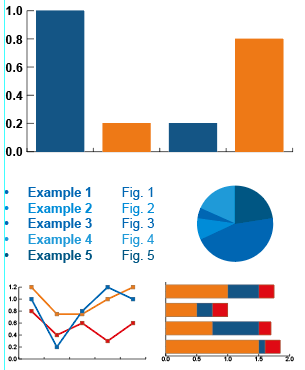 1.0
0.8
0.6
0.4
0.2
0.0
• Example 1 Fig. 1
• Example 2 Fig. 2
• Example 3 Fig. 3
• Example 4 Fig. 4
• Example 5 Fig. 5
1.2
1.0
0.8
0.6
0.4
0.2
0.0
0.0 0.5 1.0 1.5 2.0